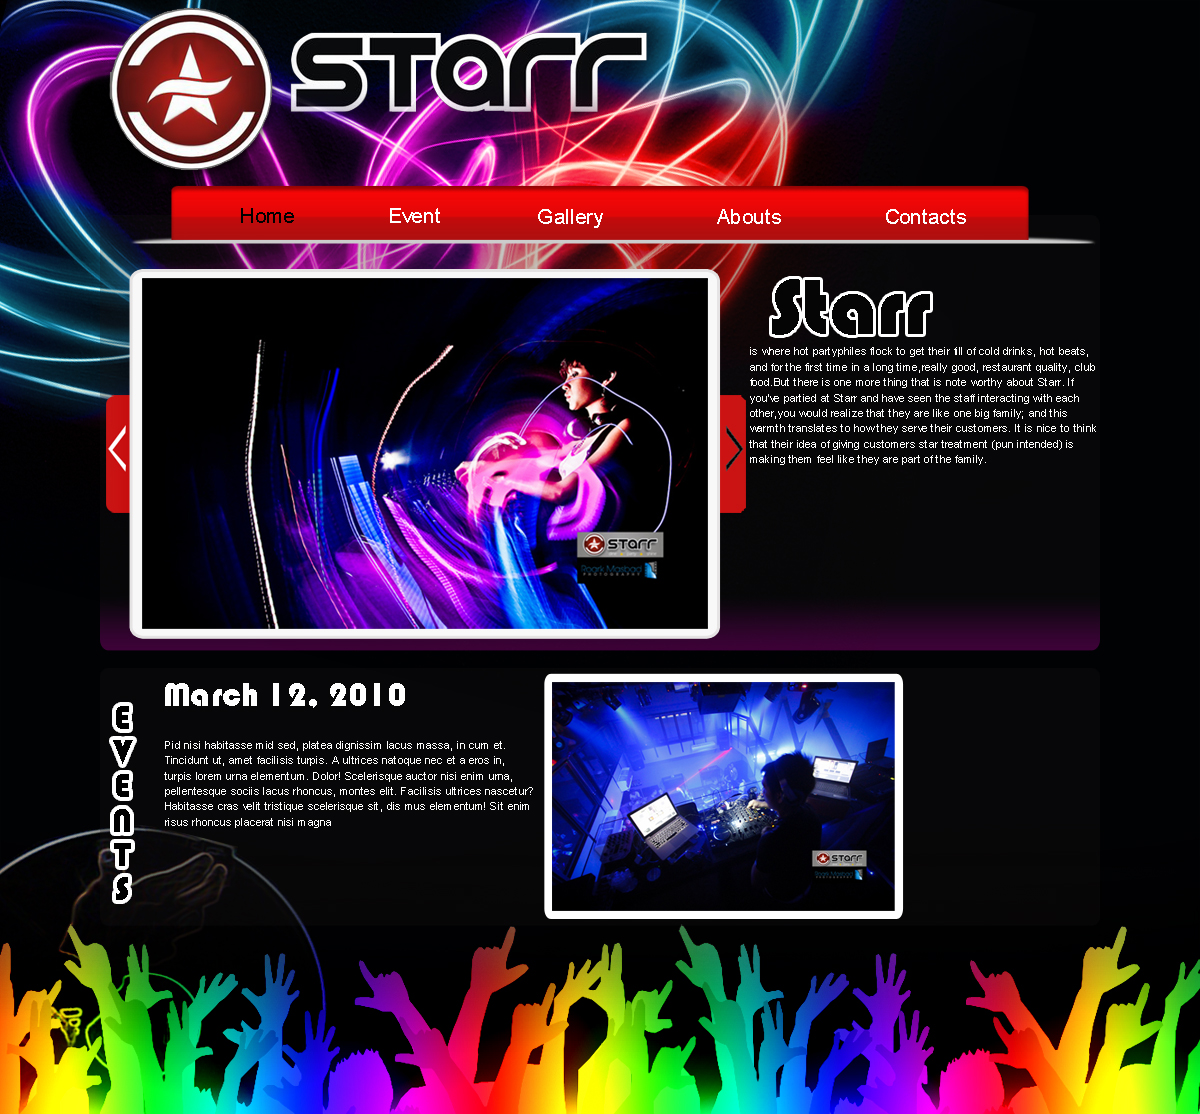 STarr
Home Event Gallery Abouts Contacts
Starr
is where hot partyphiles flock to get their fill of cold drinks, hot beats,
and for the first time in a long time,really good, restaurant quality, club
food.But there is one more thing that is note worthy about Starr. If
you've partied at Starr and have seen the staff interacting with each
other,you would realize that they are like one big family; and this
warmth translates to how they serve their customers. It is nice to think
that their idea of giving customers star treatment (pun intended) is
making them feel like they are part of the family.
STarr
PHOTOGRAPHY
EVENTS
March 12, 2010
Pid nisi habitasse mid sed, platea dignissim lacus massa, in cum et.
Tincidunt ut, amet facilisis turpis. A ultrices natoque nec et a eros in,
turpis lorem urna elementum. Dolor! Scelerisque auctor nisi enim urna,
pellentesque sociis lacus rhoncus, montes elit. Facilisis ultrices nascetur?
Habitasse cras velit tristique scelerisque sit, dis mus elementum! Sit enim
risus rhoncus placerat nisi magna
STarr
PHOTOGRAPHY